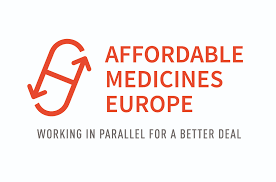 AFFORDABLE
MEDICINES
EUROPE
WORKING IN PARALLEL FOR A BETTER DEAL